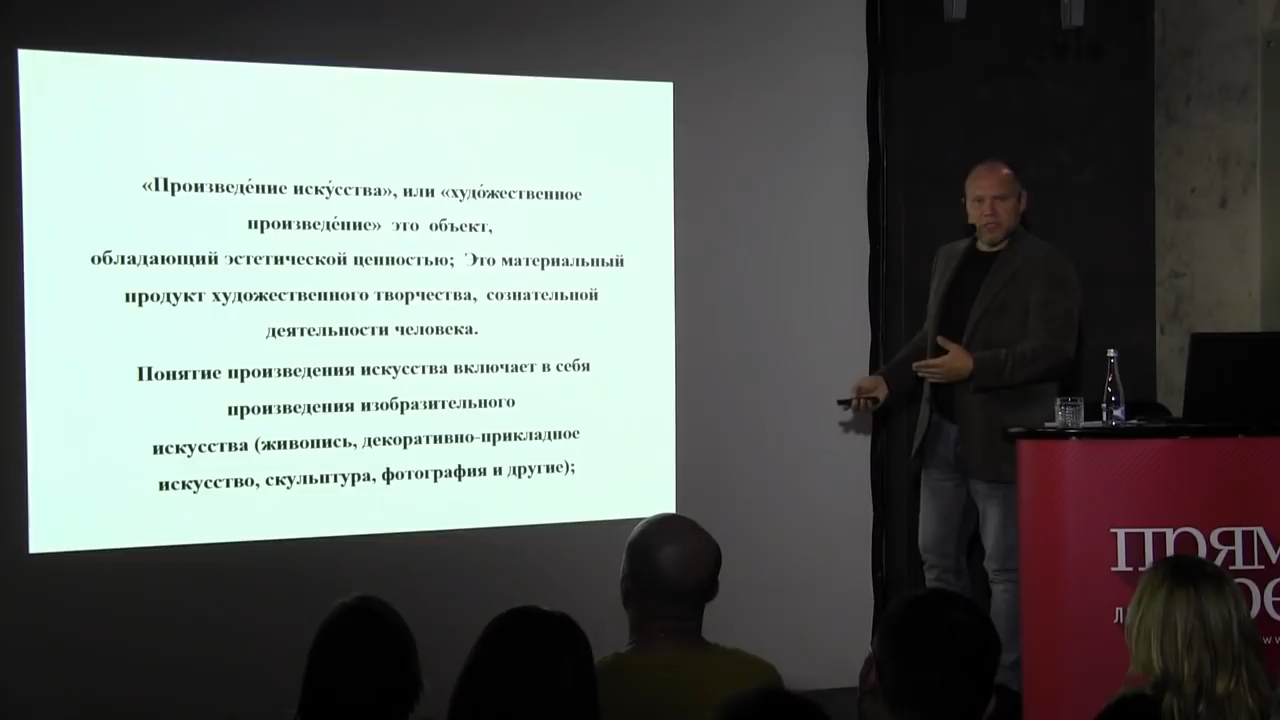 «Произведе́ние иску́сства», или «худо́жественное
произведе́ние» это объект,
обладающий эстетической ценностью; Это материальный
продукт художественного творчества, сознательной
деятельности человека.
Понятие произведения искусства включает в себя
произведения изобразительного
искусства (живопись, декоративно-прикладное
искусство, скульптура, фотография и другие);
прям